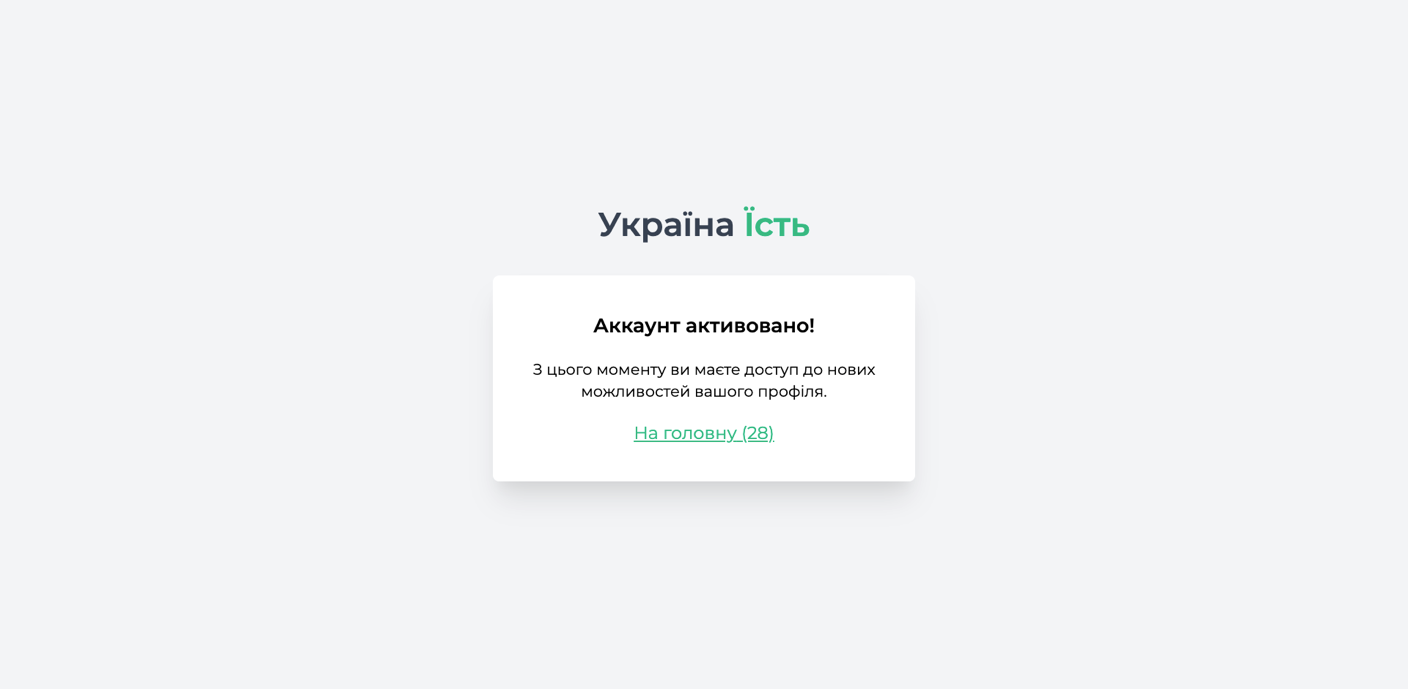 Україна Їсть
Аккаунт активовано!
З цього моменту ви маєте доступ до нових
можливостей вашого профіля.
На головну (28)